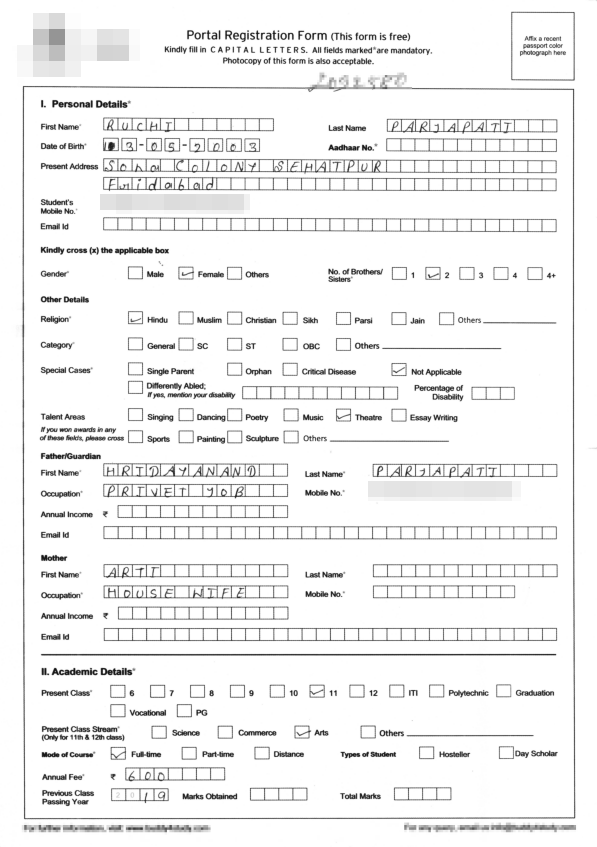 Portal Registration Form (This form is free)
Kindly fill in CAPITAL LETTERS. All fields marked*are mandatory.
Photocopy of this form is also acceptable.
Affix a recent
passport color
photograph here
I. Personal Details*
First Name* RUCHI Last Name PARJAPATI
Date of Birth* 3-05-2003 Aadhaar No.*
Present Address Sona COLONY SEHATPUR
Faridabad
Student's
Mobile No.*
Email Id
Kindly cross (x) the applicable box
Gender* Male Female Others No. of Brothers/ Sisters* 1 2 3 4 4+
Other Details
Religion* Hindu Muslim Christian Sikh Parsi Jain Others
Category* General SC ST OBC Others
Special Cases* Single Parent Orphan Critical Disease Not Applicable
Differently Abled; If yes, mention your disability Percentage of Disability
Talent Areas Singing Dancing Poetry Music Theatre Essay Writing
If you won awards in any of these fields, please cross Sports Painting Sculpture Others
Father/Guardian
First Name* HRIDAYANAND Last Name* PARJAPATI
Occupation* PRIVET JOB Mobile No.*
Annual Income ₹
Email Id
Mother
First Name* ARTI Last Name*
Occupation* HOUSE WIFE Mobile No.*
Annual Income ₹
Email Id
II. Academic Details*
Present Class* 6 7 8 9 10 11 12 ITI Polytechnic Graduation
Vocational PG
Present Class Stream* (Only for 11th & 12th class) Science Commerce Arts Others
Mode of Course* Full-time Part-time Distance Types of Student Hosteller Day Scholar
Annual Fee* ₹ 600
Previous Class Passing Year 2019 Marks Obtained Total Marks